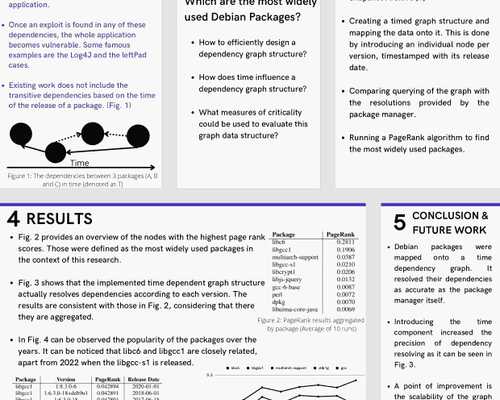 application.
• Once an exploit is found in any of these
dependencies, the whole application
becomes vulnerable. Some famous
examples are the Log4J and the leftPad
cases.
• Existing work does not include the
transitive dependencies based on the time
of the release of a package. (Fig. 1)
Time
Figure 1: The dependencies between 3 packages (A, B
and C) in time (denoted as T)
Which are the most widely
used Debian Packages?
• How to efficiently design a
dependency graph structure?
• How does time influence a
dependency graph structure?
• What measures of criticality
could be used to evaluate this
graph data structure?
• Creating a timed graph structure and
mapping the data onto it. This is done
by introducing an individual node per
version, timestamped with its release
date.
• Comparing querying of the graph with
the resolutions provided by the
package manager.
• Running a PageRank algorithm to find
the most widely used packages.
4 RESULTS
• Fig. 2 provides an overview of the nodes with the highest page rank
scores. Those were defined as the most widely used packages in
the context of this research.
• Fig. 3 shows that the implemented time dependent graph structure
actually resolves dependencies according to each version. The
results are consistent with those in Fig. 2, considering that there
they are aggregated.
• In Fig. 4 can be observed the popularity of the packages over the
years. It can be noticed that libc6 and libgcc1 are closely related,
apart from 2022 when the libgcc-s1 is released.
Package PageRank
libc6 0.2811
libgcc1 0.1906
multiarch-support 0.0387
libgcc-s1 0.0210
libcrypt1 0.0206
libjs-jquery 0.0132
gcc-6-base 0.0087
perl 0.0072
dpkg 0.0070
libuima-core-java 0.0069
Figure 2: PageRank results aggregated
by package (Average of 10 runs)
Package Version PageRank Release Date
libgcc1 1:8.1.0-6 0.042894 2020-01-01
libgcc1 0.042891 2018-06-01
5 CONCLUSION &
FUTURE WORK
• Debian packages were
mapped onto a time
dependency graph. It
resolved their dependencies
as accurate as the package
manager itself.
• Introducing the time
component increased the
precision of dependency
resolving as it can be seen in
Fig. 3.
• A point of improvement is
the scalability of the graph